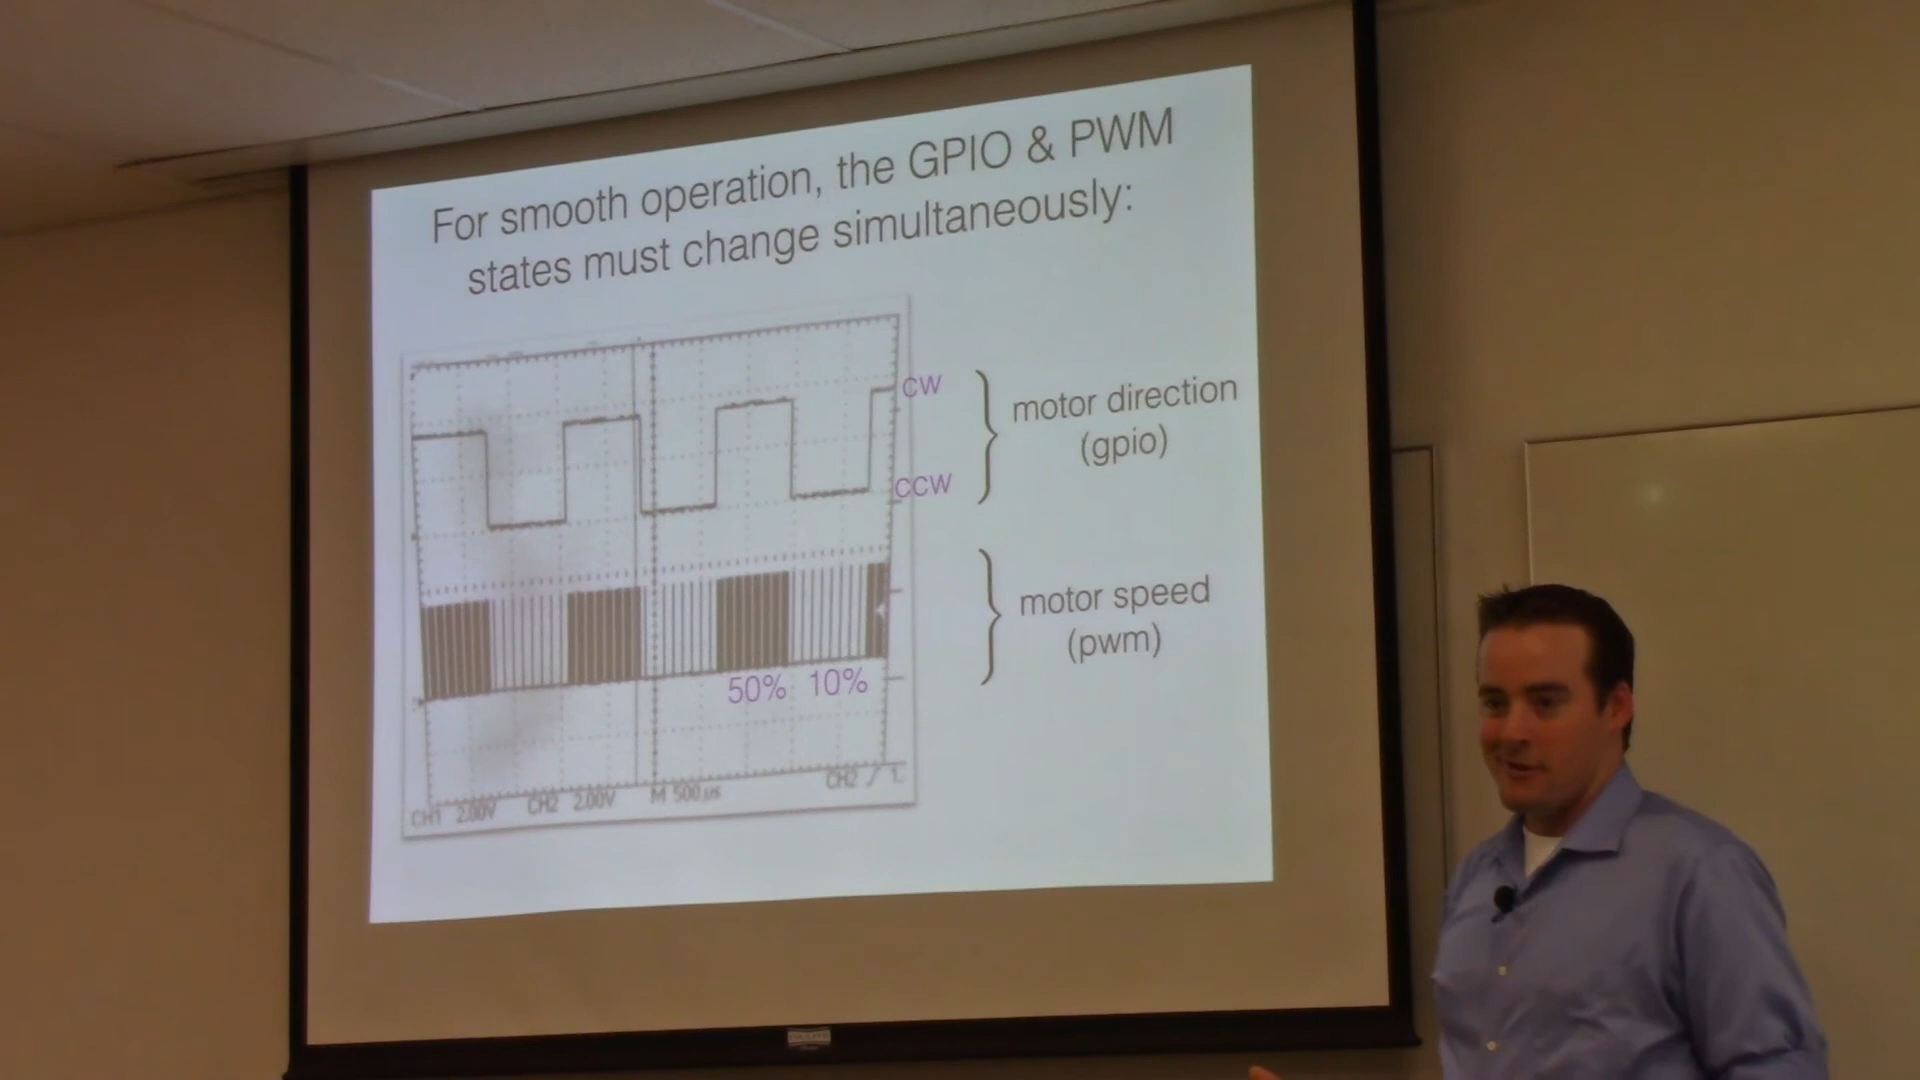 For smooth operation, the GPIO & PWM
states must change simultaneously:
CW
motor direction
(gpio)
CCW
motor speed
(pwm)
50% 10%
CH1 2.00V CH2 2.00V M 500µs CH2